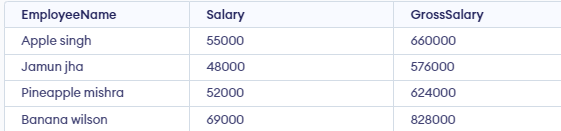 EmployeeName Salary GrossSalary
Apple singh 55000 660000
Jamun jha 48000 576000
Pineapple mishra 52000 624000
Banana wilson 69000 828000